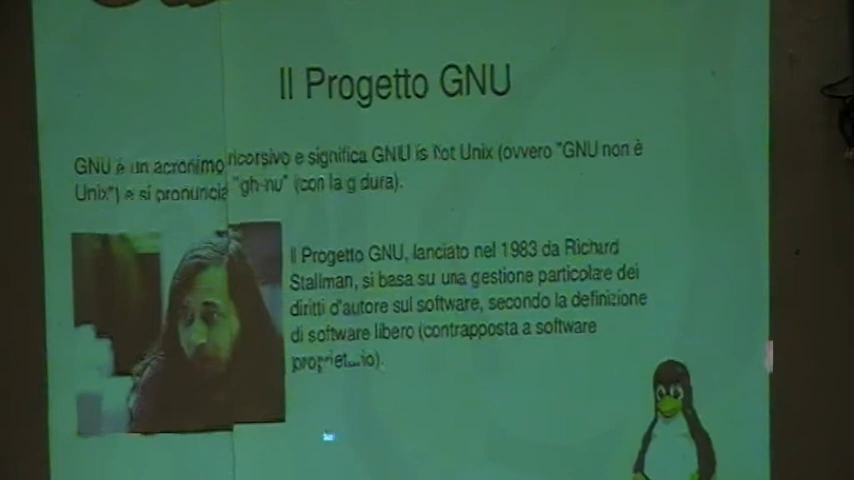 Il Progetto GNU
GNU è un acronimo ricorsivo e significa GNU is Not Unix (ovvero "GNU non è
Unix") e si pronuncia "gh-nu" (con la g dura).
Il Progetto GNU, lanciato nel 1983 da Richard
Stallman, si basa su una gestione particolare dei
diritti d'autore sul software, secondo la definizione
di software libero (contrapposta a software
proprietario).